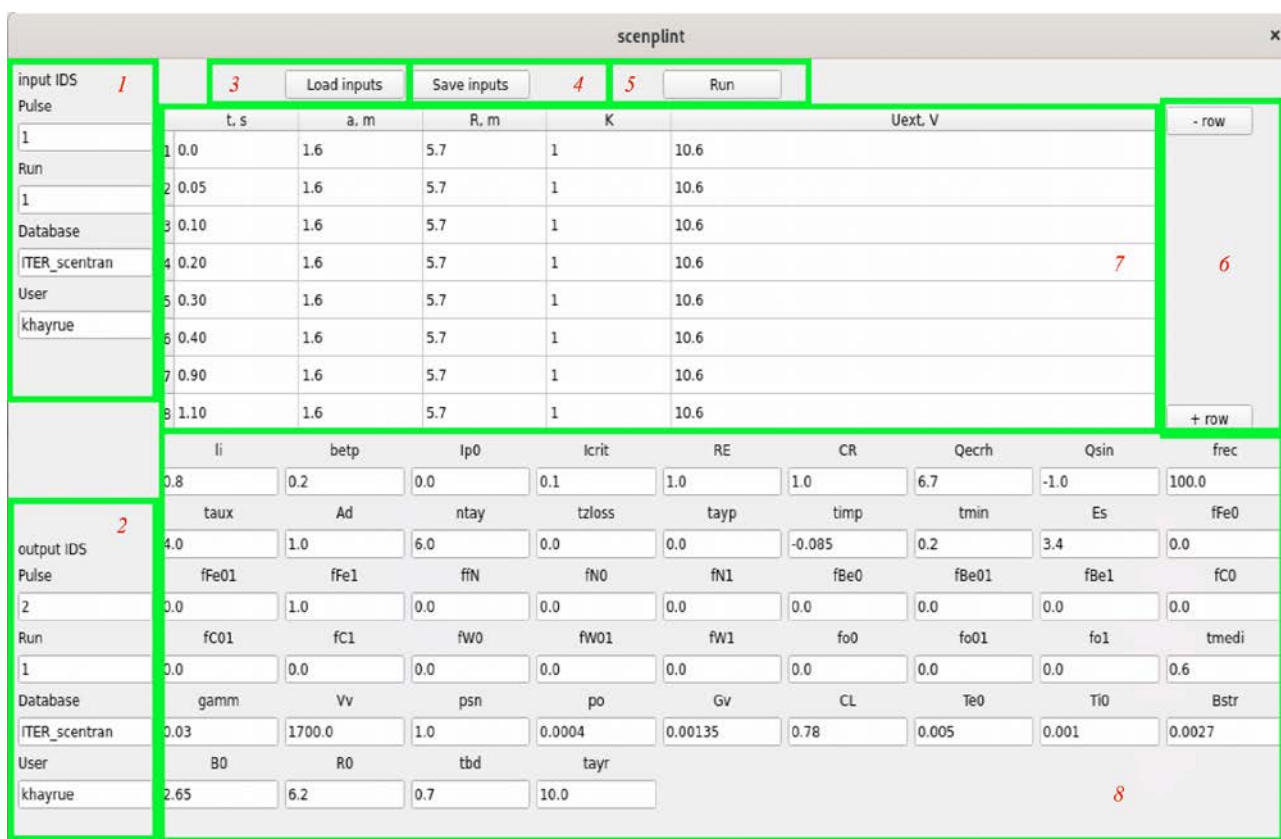 scenplint ×
input IDS 1
Pulse
1
Run
1
Database
ITER_scentran
User
khayrue
3 Load inputs Save inputs 4 5 Run
t, s a, m R, m K Uext, V
1 0.0 1.6 5.7 1 10.6
2 0.05 1.6 5.7 1 10.6
3 0.10 1.6 5.7 1 10.6
4 0.20 1.6 5.7 1 10.6
5 0.30 1.6 5.7 1 10.6
6 0.40 1.6 5.7 1 10.6
7 0.90 1.6 5.7 1 10.6
8 1.10 1.6 5.7 1 10.6
7
- row
6
+ row
li betp Ip0 Icrit RE CR Qecrh Qsin frec
0.8 0.2 0.0 0.1 1.0 1.0 6.7 -1.0 100.0
taux Ad ntay tzloss tayp timp tmin Es fFe0
4.0 1.0 6.0 0.0 0.0 -0.085 0.2 3.4 0.0
fFe01 fFe1 ffN fN0 fN1 fBe0 fBe01 fBe1 fC0
0.0 1.0 0.0 0.0 0.0 0.0 0.0 0.0 0.0
fC01 fC1 fW0 fW01 fW1 fo0 fo01 fo1 tmedi
0.0 0.0 0.0 0.0 0.0 0.0 0.0 0.0 0.6
gamm Vv psn po Gv CL Te0 Ti0 Bstr
0.03 1700.0 1.0 0.0004 0.00135 0.78 0.005 0.001 0.0027
B0 R0 tbd tayr
2.65 6.2 0.7 10.0
8
2
output IDS
Pulse
2
Run
1
Database
ITER_scentran
User
khayrue